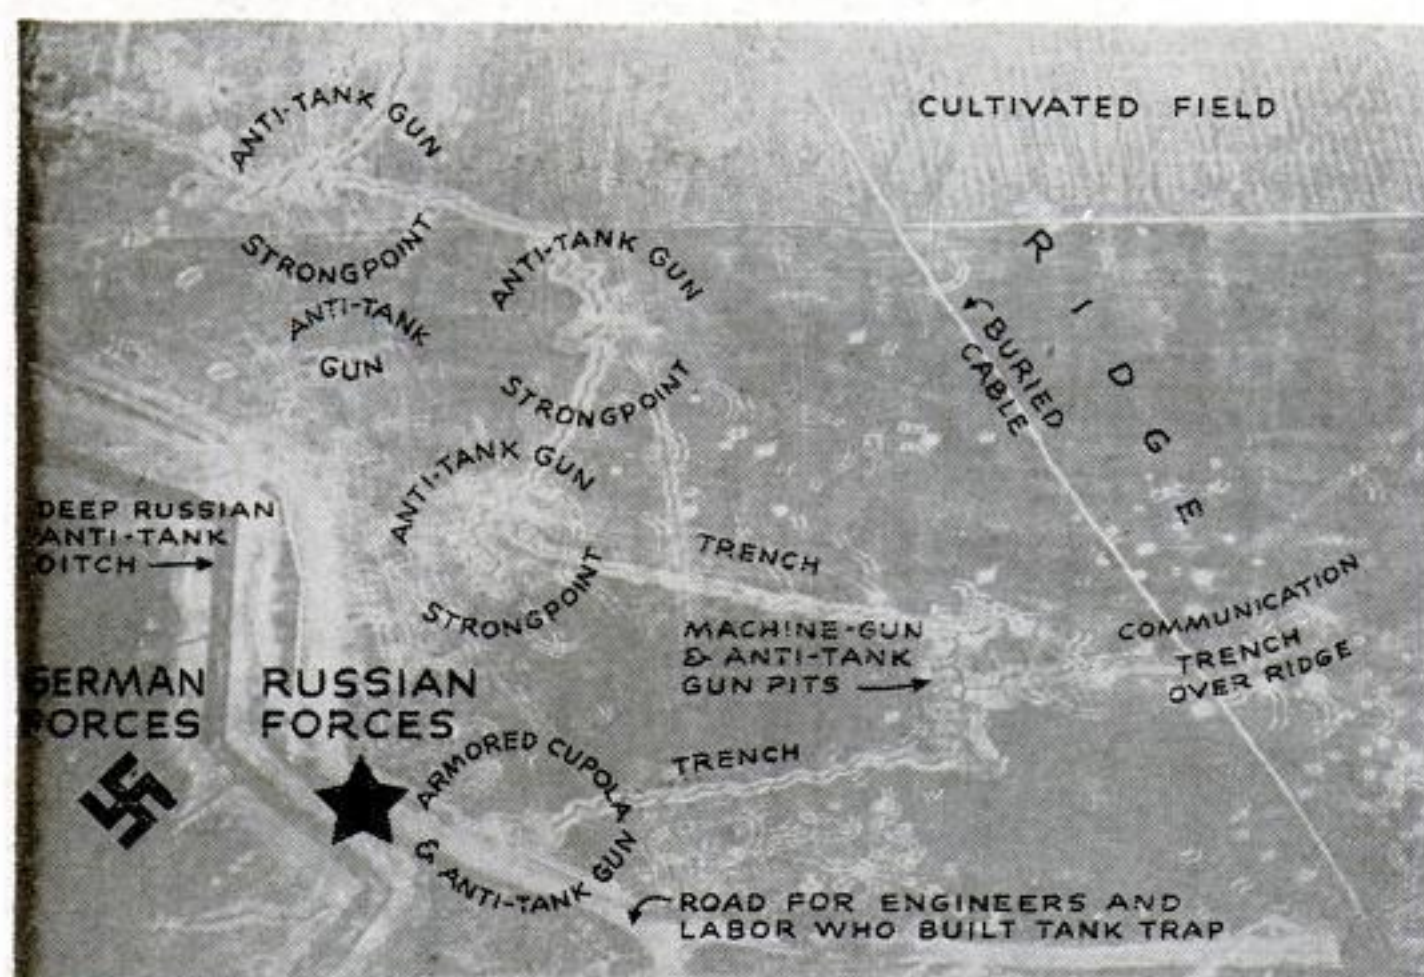 CULTIVATED FIELD
ANTI-TANK GUN
STRONGPOINT
ANTI-TANK
GUN
ANTI-TANK GUN
STRONGPOINT
RIDGE
BURIED
CABLE
ANTI-TANK GUN
STRONGPOINT
DEEP RUSSIAN
ANTI-TANK
DITCH
TRENCH
MACHINE-GUN
& ANTI-TANK
GUN PITS
COMMUNICATION
TRENCH
OVER RIDGE
GERMAN
FORCES
RUSSIAN
FORCES
ARMORED CUPOLA
& ANTI-TANK GUN
TRENCH
ROAD FOR ENGINEERS AND
LABOR WHO BUILT TANK TRAP